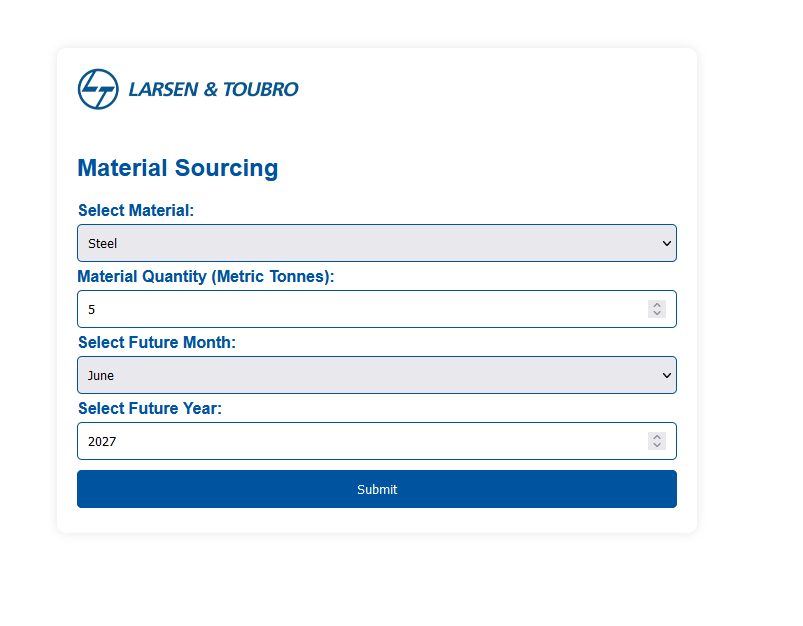 LARSEN & TOUBRO
Material Sourcing
Select Material:
Steel
Material Quantity (Metric Tonnes):
5
Select Future Month:
June
Select Future Year:
2027
Submit